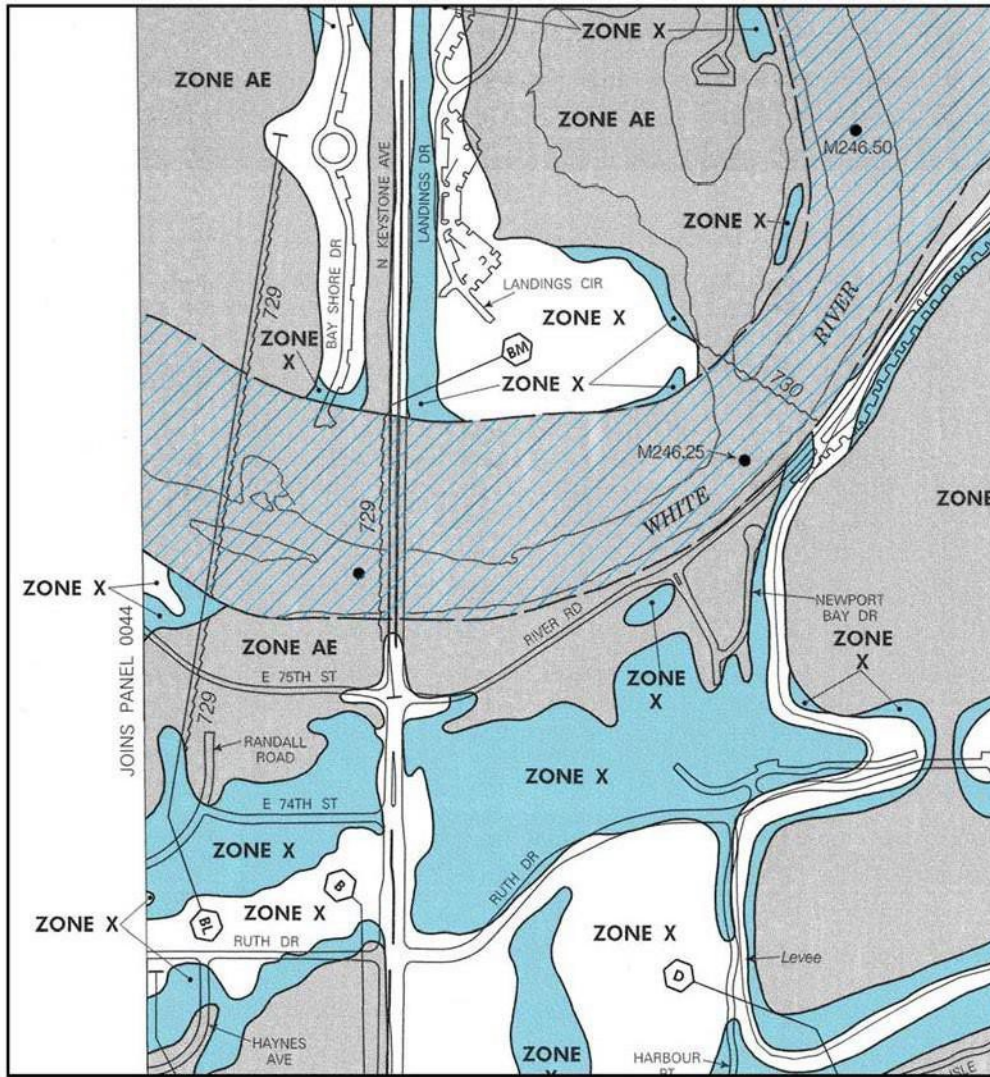 ZONE X
ZONE AE
ZONE AE
M246.50
N KEYSTONE AVE
LANDINGS DR
ZONE X
BAY SHORE DR
729
LANDINGS CIR
RIVER
ZONE X
ZONE
X
BM
ZONE X
730
M246.25
WHITE
ZONE
729
ZONE X
NEWPORT
BAY DR
RIVER RD
ZONE
X
ZONE AE
E 75TH ST
ZONE
X
JOINS PANEL 0044
729
RANDALL
ROAD
ZONE X
E 74TH ST
ZONE X
RUTH DR
B
ZONE X
BL
ZONE X
RUTH DR
ZONE X
Levee
D
HAYNES
AVE
ZONE
X
HARBOUR
PT
ISLE